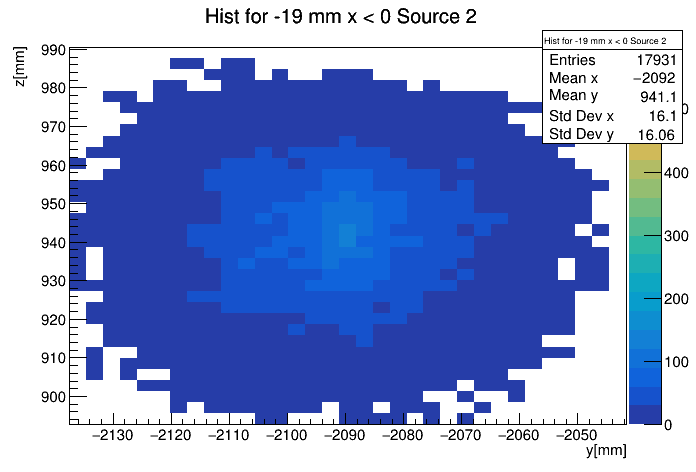 Hist for -19 mm x < 0 Source 2
Hist for -19 mm x < 0 Source 2
Entries 17931
Mean x −2092
Mean y 941.1
Std Dev x 16.1
Std Dev y 16.06
z[mm]
990
980
970
960
950
940
930
920
910
900
−2130 −2120 −2110 −2100 −2090 −2080 −2070 −2060 −2050
y[mm]
400
300
200
100
0